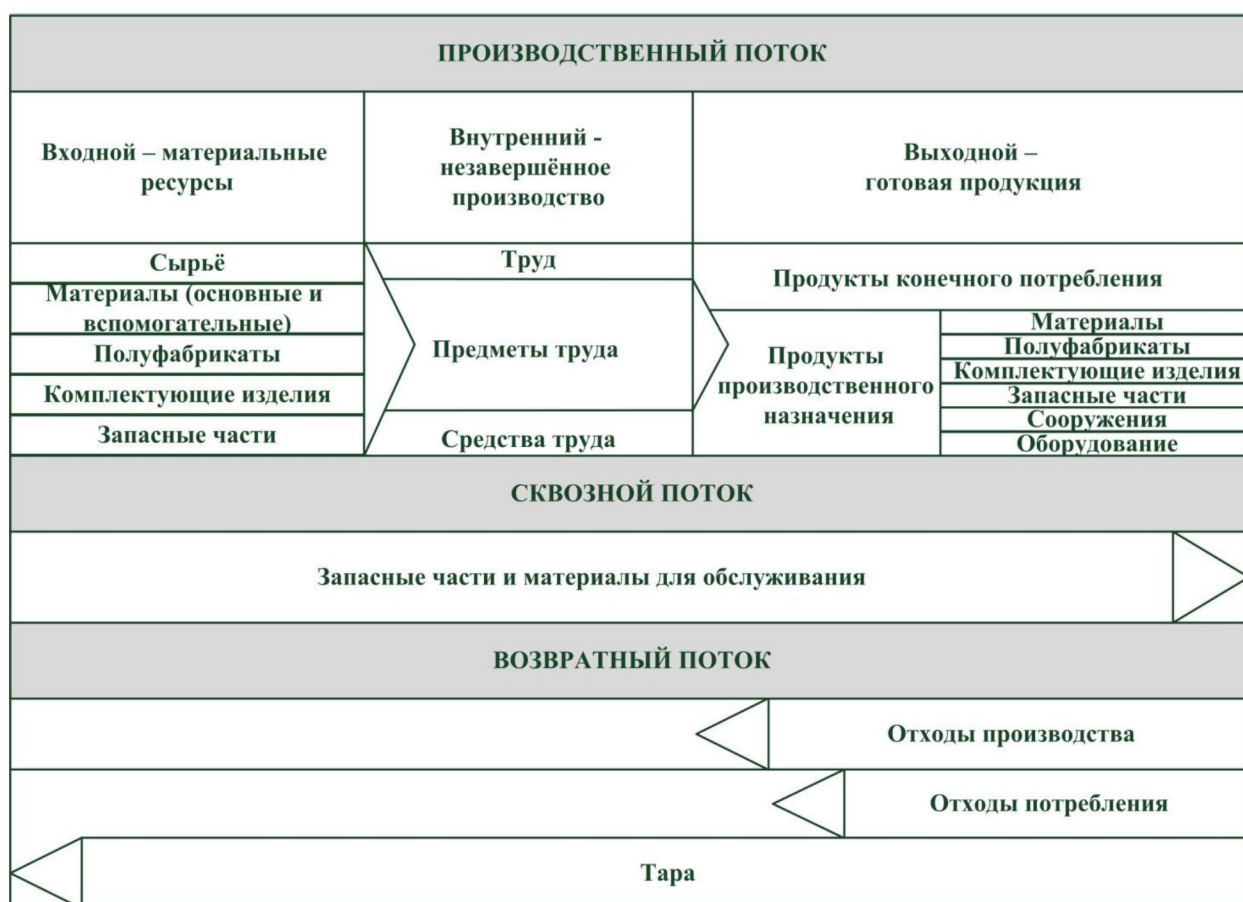 ПРОИЗВОДСТВЕННЫЙ ПОТОК
Входной – материальные
ресурсы
Внутренний -
незавершённое
производство
Выходной –
готовая продукция
Сырьё
Материалы (основные и
вспомогательные)
Полуфабрикаты
Комплектующие изделия
Запасные части
Труд
Предметы труда
Средства труда
Продукты конечного потребления
Продукты
производственного
назначения
Материалы
Полуфабрикаты
Комплектующие изделия
Запасные части
Сооружения
Оборудование
СКВОЗНОЙ ПОТОК
Запасные части и материалы для обслуживания
ВОЗВРАТНЫЙ ПОТОК
Отходы производства
Отходы потребления
Тара